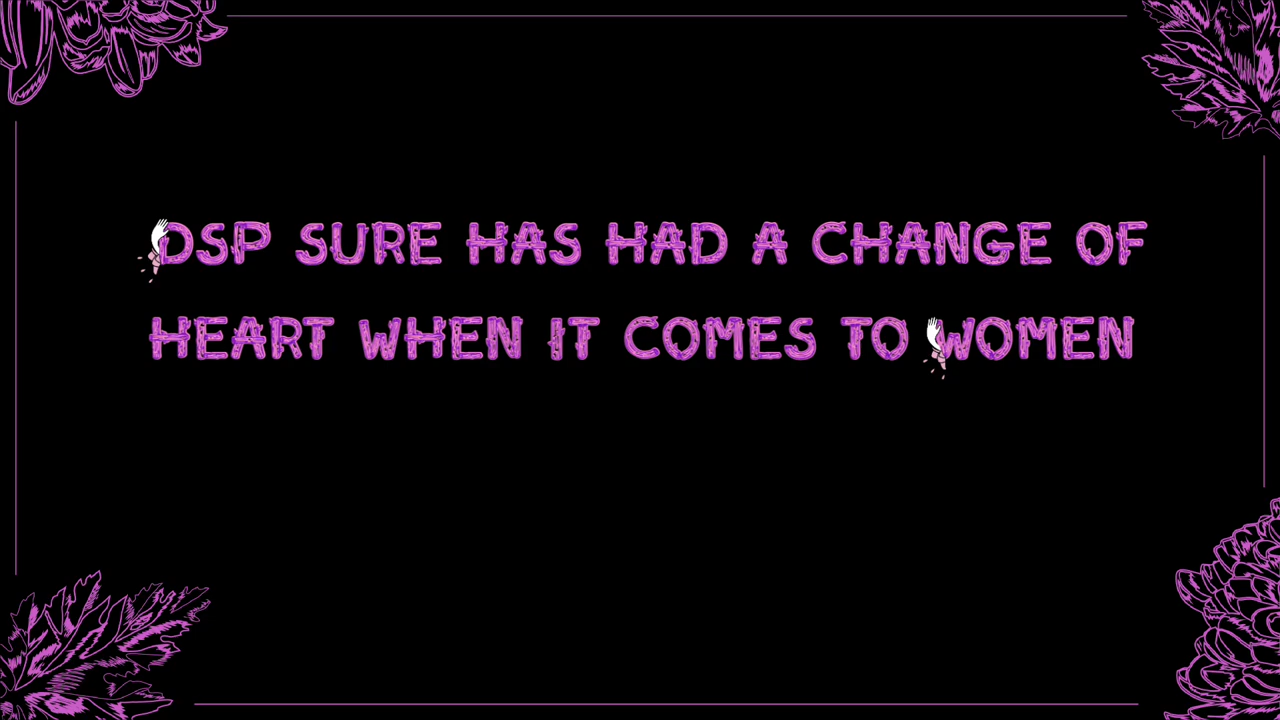 DSP SURE HAS HAD A CHANGE OF
HEART WHEN IT COMES TO WOMEN